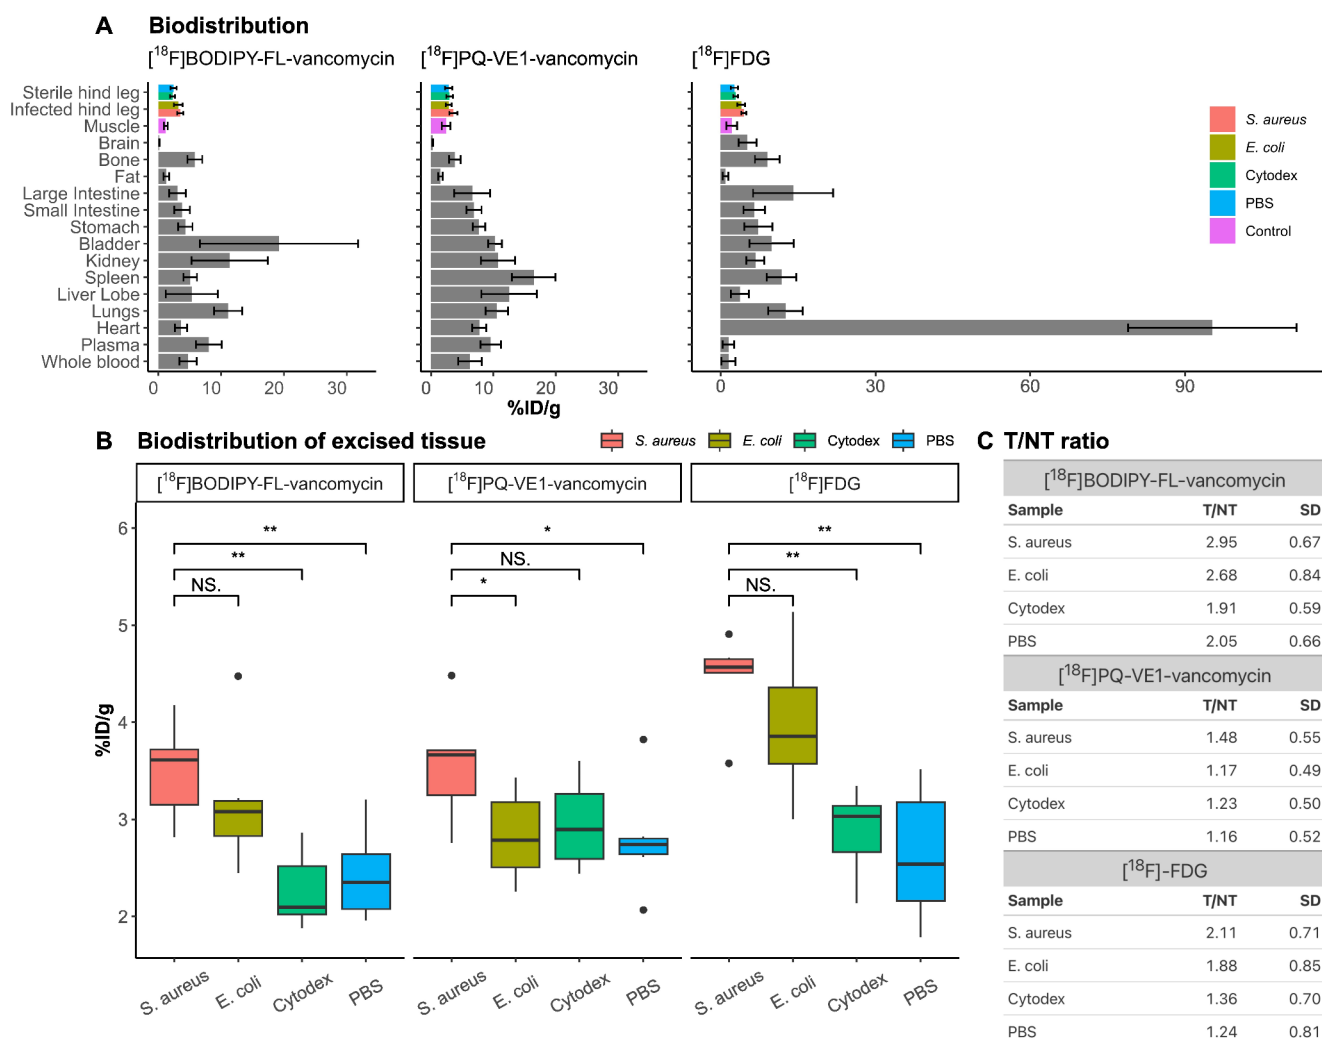 A Biodistribution
[18F]BODIPY-FL-vancomycin
[18F]PQ-VE1-vancomycin
[18F]FDG
Sterile hind leg
Infected hind leg
Muscle
Brain
Bone
Fat
Large Intestine
Small Intestine
Stomach
Bladder
Kidney
Spleen
Liver Lobe
Lungs
Heart
Plasma
Whole blood
0 10 20 30
0 10 20 30
0 30 60 90
%ID/g
S. aureus
E. coli
Cytodex
PBS
Control
B Biodistribution of excised tissue
S. aureus E. coli Cytodex PBS
[18F]BODIPY-FL-vancomycin
[18F]PQ-VE1-vancomycin
[18F]FDG
%ID/g
6
5
4
3
2
**
**
NS.
*
NS.
*
**
**
NS.
S. aureus E. coli Cytodex PBS
S. aureus E. coli Cytodex PBS
S. aureus E. coli Cytodex PBS
C T/NT ratio
[18F]BODIPY-FL-vancomycin
Sample T/NT SD
S. aureus 2.95 0.67
E. coli 2.68 0.84
Cytodex 1.91 0.59
PBS 2.05 0.66
[18F]PQ-VE1-vancomycin
Sample T/NT SD
S. aureus 1.48 0.55
E. coli 1.17 0.49
Cytodex 1.23 0.50
PBS 1.16 0.52
[18F]-FDG
Sample T/NT SD
S. aureus 2.11 0.71
E. coli 1.88 0.85
Cytodex 1.36 0.70
PBS 1.24 0.81